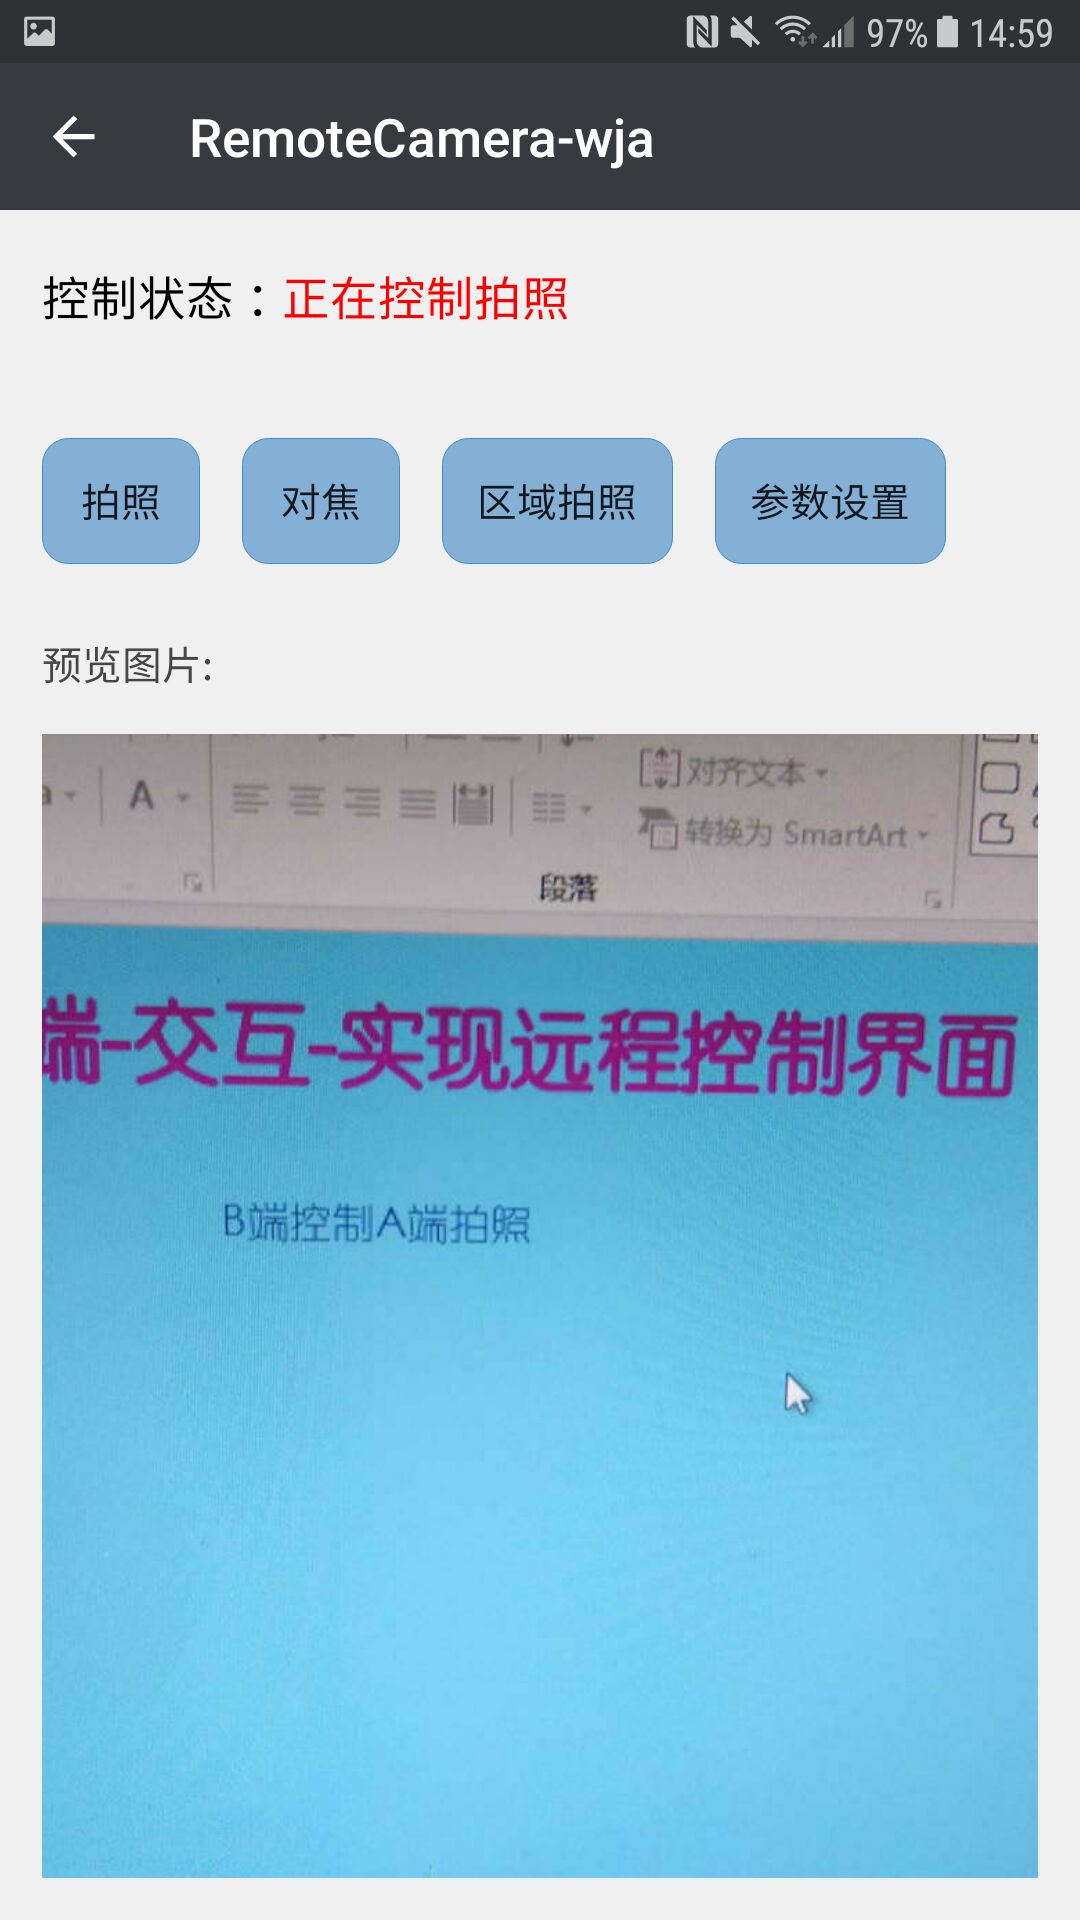 97% 14:59
RemoteCamera-wja
控制状态：正在控制拍照
拍照 对焦 区域拍照 参数设置
预览图片:
A
对齐文本
转换为 SmartArt
段落
端-交互-实现远程控制界面
B端控制A端拍照